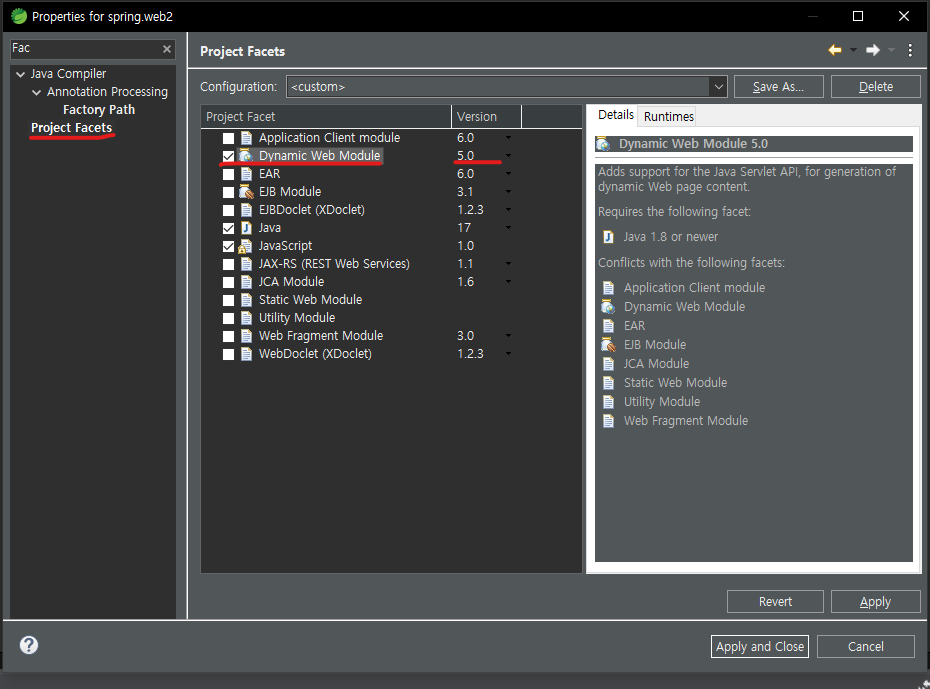 Properties for spring.web2
Fac
Java Compiler
Annotation Processing
Factory Path
Project Facets
Project Facets
Configuration: <custom> Save As... Delete
Project Facet Version
Application Client module 6.0
Dynamic Web Module 5.0
EAR 6.0
EJB Module 3.1
EJBDoclet (XDoclet) 1.2.3
Java 17
JavaScript 1.0
JAX-RS (REST Web Services) 1.1
JCA Module 1.6
Static Web Module
Utility Module
Web Fragment Module 3.0
WebDoclet (XDoclet) 1.2.3
Details Runtimes
Dynamic Web Module 5.0
Adds support for the Java Servlet API, for generation of
dynamic Web page content.
Requires the following facet:
Java 1.8 or newer
Conflicts with the following facets:
Application Client module
Dynamic Web Module
EAR
EJB Module
JCA Module
Static Web Module
Utility Module
Web Fragment Module
Revert Apply
Apply and Close Cancel